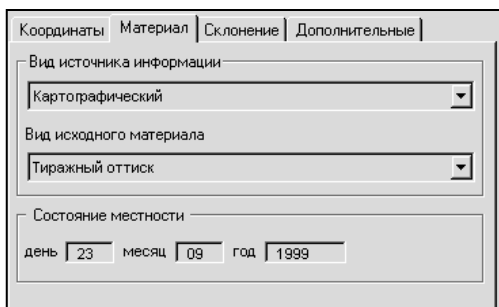 Координаты Материал Склонение Дополнительные
Вид источника информации
Картографический
Вид исходного материала
Тиражный оттиск
Состояние местности
день 23 месяц 09 год 1999